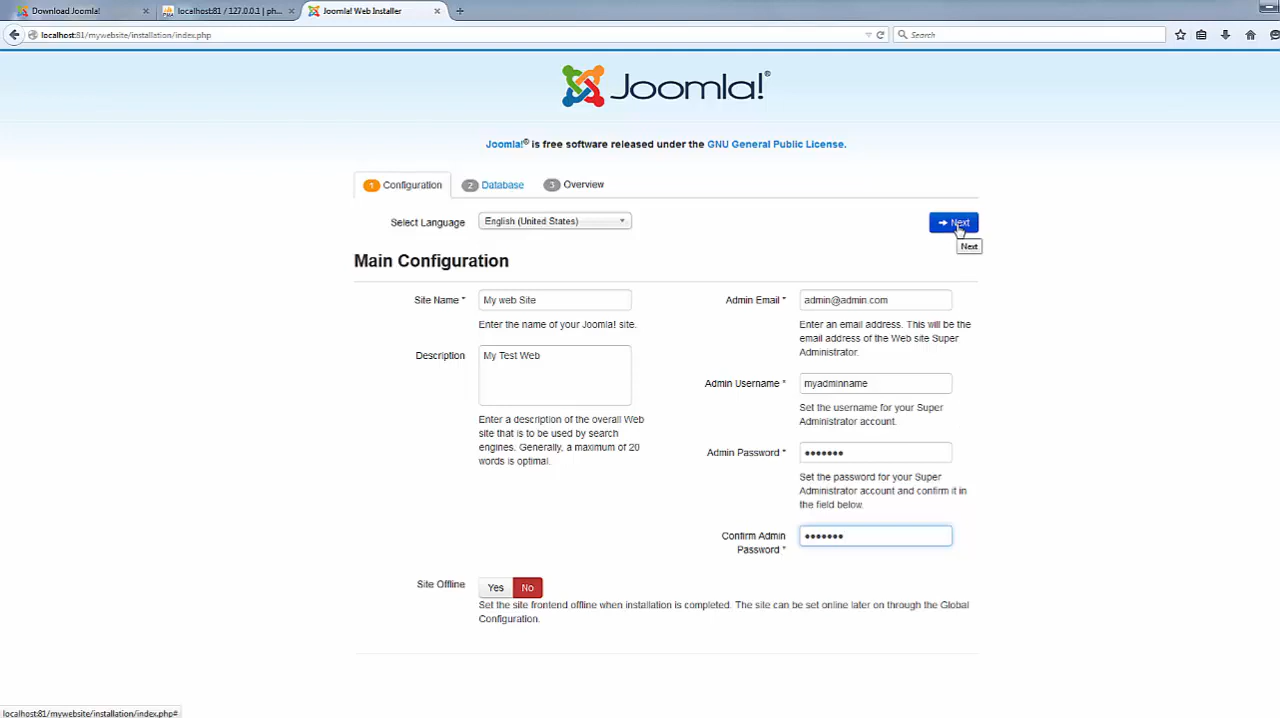 Download Joomla!
localhost:81 / 127.0.0.1 | ph...
Joomla! Web Installer
localhost:81/mywebsite/installation/index.php
Search
Joomla!®
Joomla!® is free software released under the GNU General Public License.
1 Configuration
2 Database
3 Overview
Select Language
English (United States)
Next
Next
Main Configuration
Site Name *
My web Site
Enter the name of your Joomla! site.
Description
My Test Web
Enter a description of the overall Web
site that is to be used by search
engines. Generally, a maximum of 20
words is optimal.
Admin Email *
admin@admin.com
Enter an email address. This will be the
email address of the Web site Super
Administrator.
Admin Username *
myadminname
Set the username for your Super
Administrator account.
Admin Password *
•••••••
Set the password for your Super
Administrator account and confirm it in
the field below.
Confirm Admin
Password *
•••••••
Site Offline
Yes
No
Set the site frontend offline when installation is completed. The site can be set online later on through the Global
Configuration.
localhost:81/mywebsite/installation/index.php#